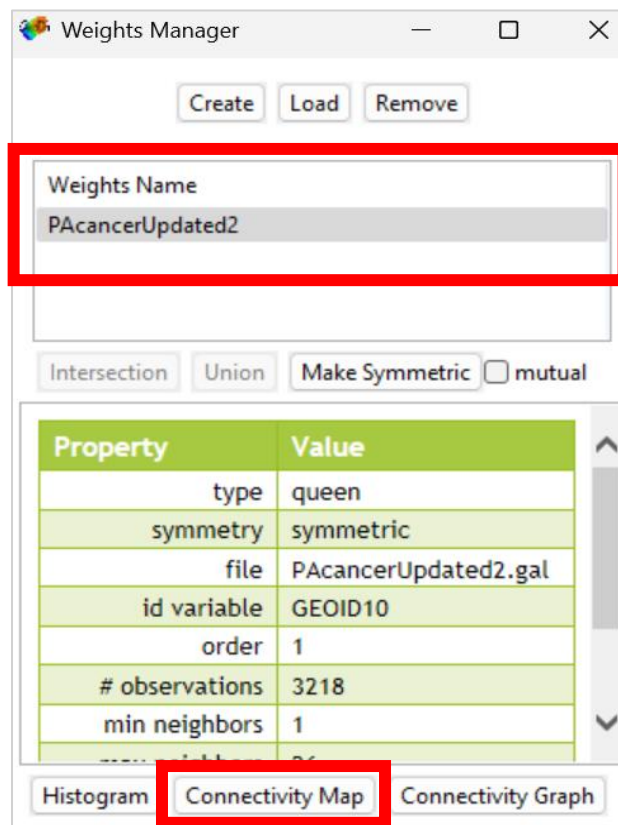 Weights Manager
Create Load Remove
Weights Name
PAcancerUpdated2
Intersection Union Make Symmetric mutual
Property Value
type queen
symmetry symmetric
file PAcancerUpdated2.gal
id variable GEOID10
order 1
# observations 3218
min neighbors 1
Histogram Connectivity Map Connectivity Graph